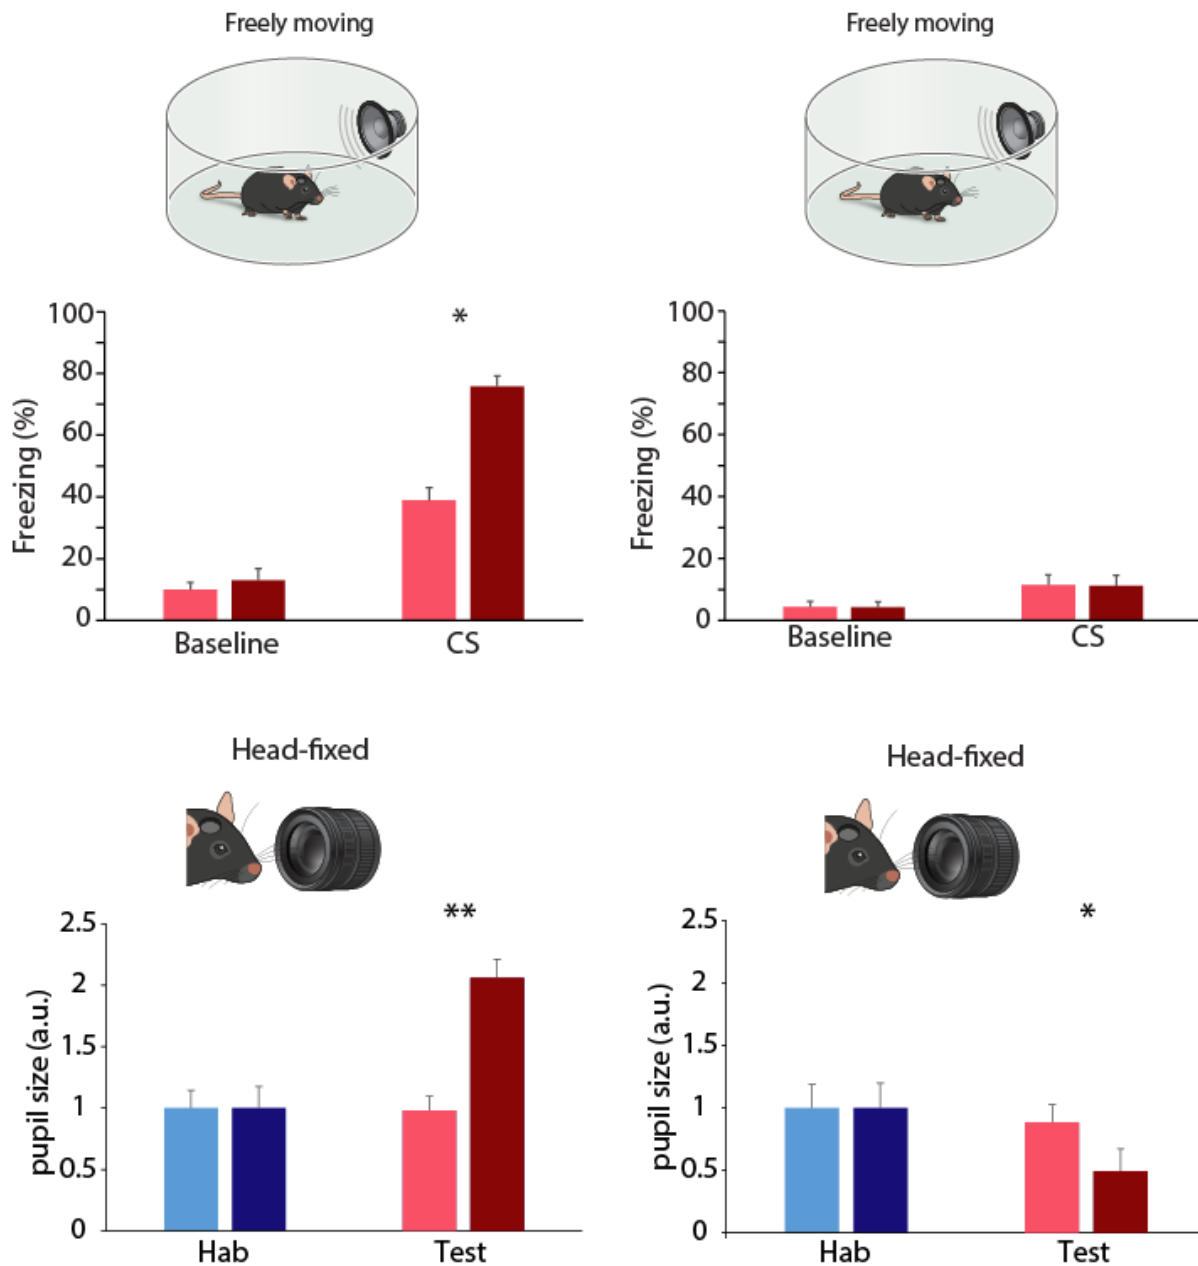 Freely moving
Freely moving
*
100
80
60
40
20
0
Freezing (%)
Baseline
CS
100
80
60
40
20
0
Freezing (%)
Baseline
CS
Head-fixed
Head-fixed
**
2.5
2
1.5
1
0.5
0
pupil size (a.u.)
Hab
Test
*
2.5
2
1.5
1
0.5
0
pupil size (a.u.)
Hab
Test